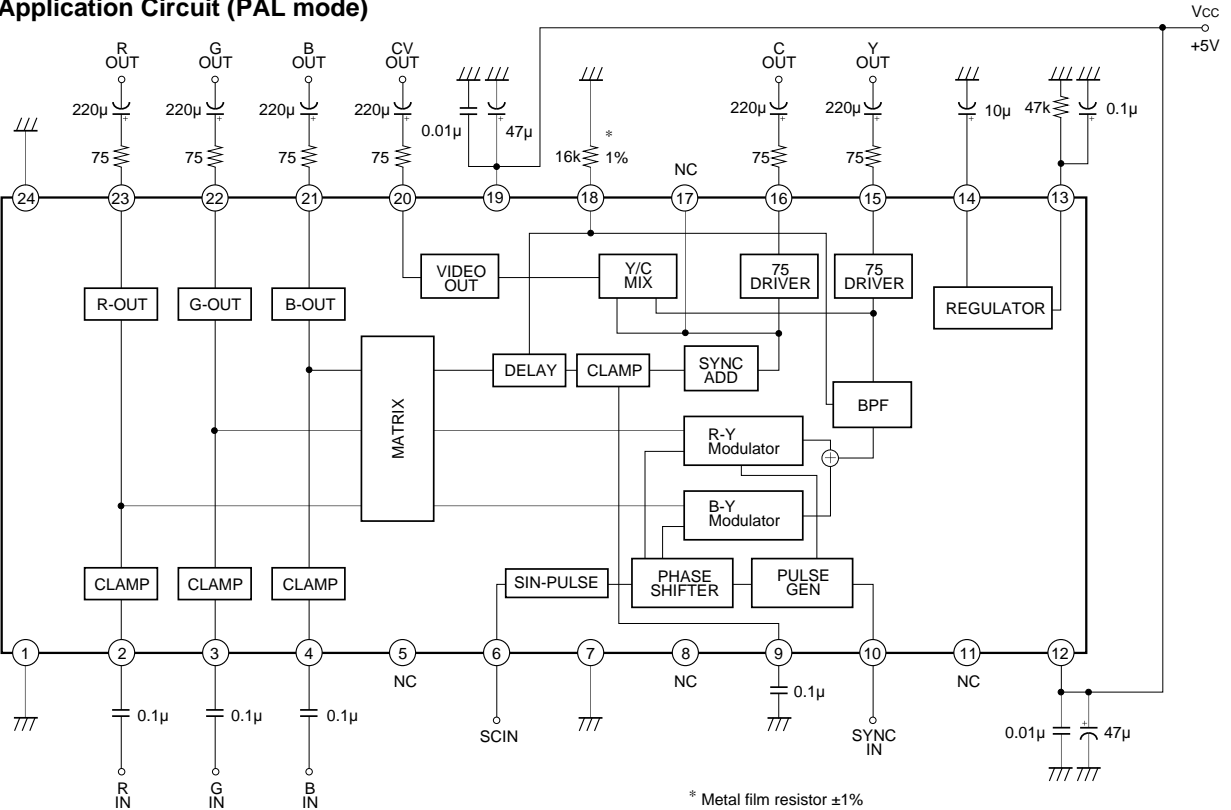 Application Circuit (PAL mode)
VCC
+5V
R
OUT
G
OUT
B
OUT
CV
OUT
C
OUT
Y
OUT
220µ
220µ
220µ
220µ
0.01µ
47µ
220µ
220µ
10µ
47k
0.1µ
75
75
75
75
16k
*
1%
NC
75
75
24
23
22
21
20
19
18
17
16
15
14
13
VIDEO
OUT
Y/C
MIX
75
DRIVER
75
DRIVER
R-OUT
G-OUT
B-OUT
REGULATOR
MATRIX
DELAY
CLAMP
SYNC
ADD
BPF
R-Y
Modulator
B-Y
Modulator
CLAMP
CLAMP
CLAMP
SIN-PULSE
PHASE
SHIFTER
PULSE
GEN
1
2
3
4
5
6
7
8
9
10
11
12
NC
NC
NC
0.1µ
0.1µ
0.1µ
SCIN
0.1µ
SYNC
IN
0.01µ
47µ
R
IN
G
IN
B
IN
* Metal film resistor ±1%